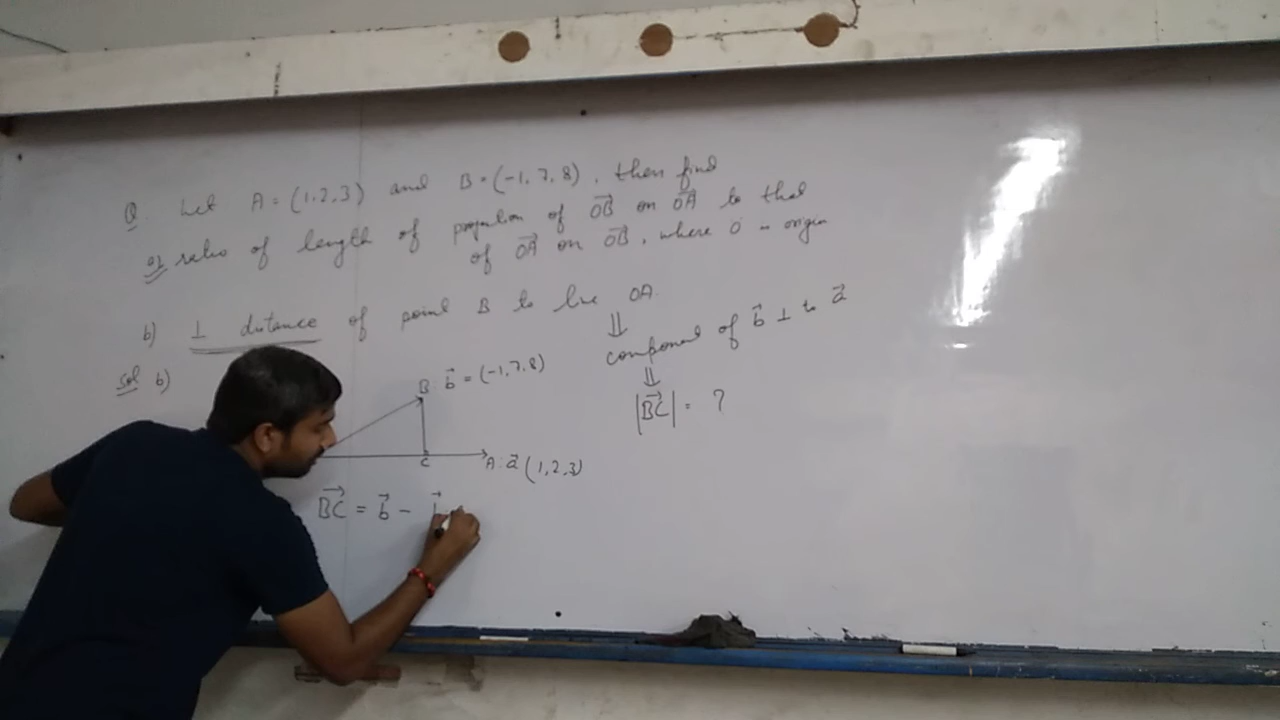 Q. Let A = (1,2,3) and B = (-1, 7, 8), then find
a) ratio of length of projection of OB⃗ on OA⃗ to that
of OA⃗ on OB⃗, where O is origin
b) ⊥ distance of point B to line OA.
⇓
component of b⃗ ⊥ to a⃗
⇓
|BC⃗| = ?
Sol b)
B: b⃗ = (-1, 7, 8)
C
A: a⃗ (1,2,3)
BC⃗ = b⃗ - b⃗